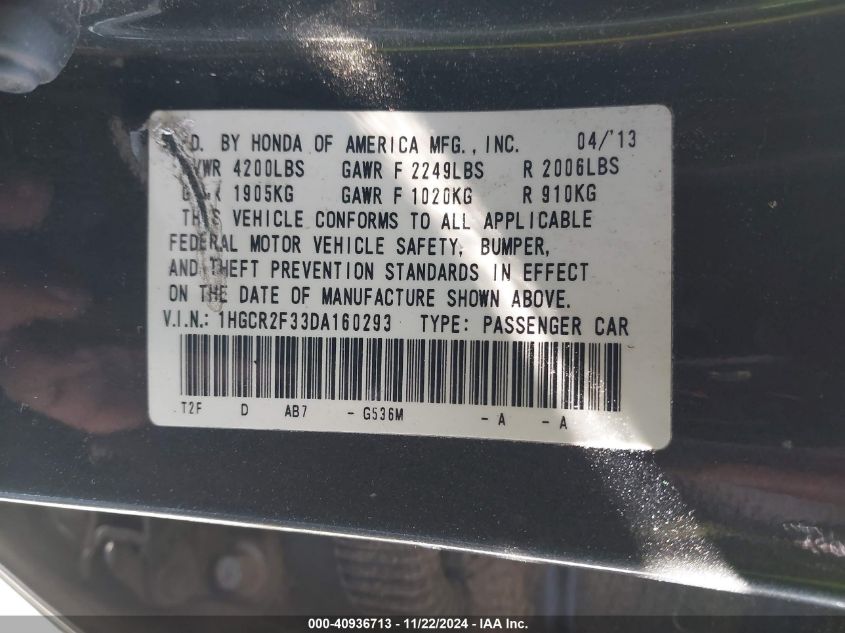 BY HONDA OF AMERICA MFG., INC. 04/'13
4200LBS GAWR F 2249LBS R 2006LBS
1905KG GAWR F 1020KG R 910KG
THIS VEHICLE CONFORMS TO ALL APPLICABLE
FEDERAL MOTOR VEHICLE SAFETY, BUMPER,
AND THEFT PREVENTION STANDARDS IN EFFECT
ON THE DATE OF MANUFACTURE SHOWN ABOVE.
V.I.N.: 1HGCR2F33DA160293 TYPE: PASSENGER CAR
T2F D AB7 - G536M - A - A
000-40936713 - 11/22/2024 - IAA Inc.